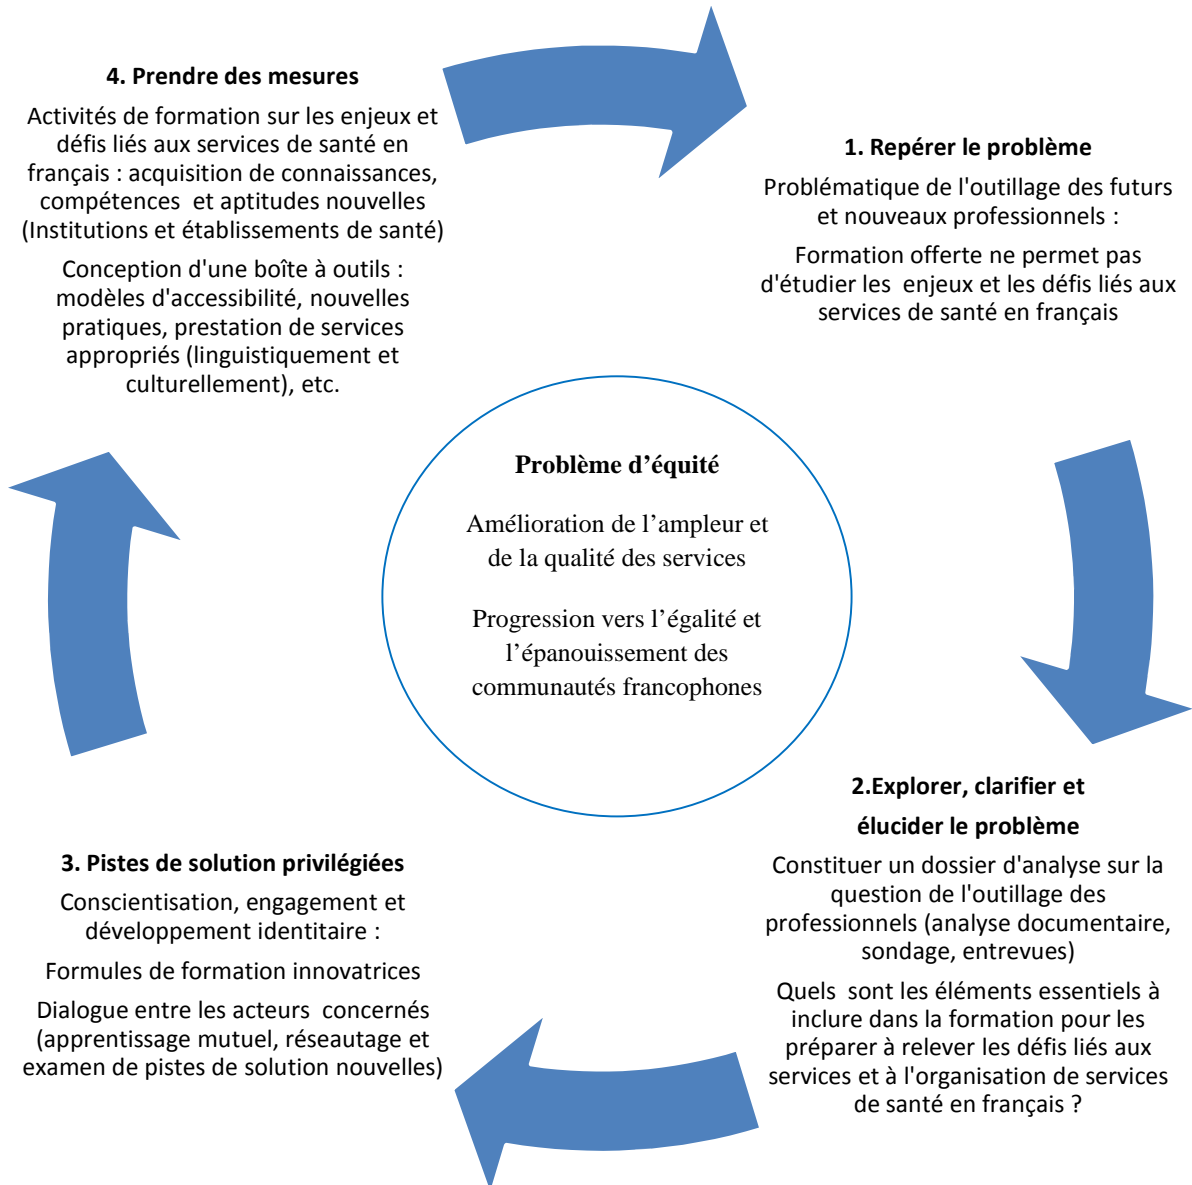 4. Prendre des mesures
Activités de formation sur les enjeux et
défis liés aux services de santé en
français : acquisition de connaissances,
compétences et aptitudes nouvelles
(Institutions et établissements de santé)
Conception d'une boîte à outils :
modèles d'accessibilité, nouvelles
pratiques, prestation de services
appropriés (linguistiquement et
culturellement), etc.
1. Repérer le problème
Problématique de l'outillage des futurs
et nouveaux professionnels :
Formation offerte ne permet pas
d'étudier les enjeux et les défis liés aux
services de santé en français
Problème d’équité
Amélioration de l’ampleur et
de la qualité des services
Progression vers l’égalité et
l’épanouissement des
communautés francophones
2.Explorer, clarifier et
élucider le problème
Constituer un dossier d'analyse sur la
question de l'outillage des
professionnels (analyse documentaire,
sondage, entrevues)
Quels sont les éléments essentiels à
inclure dans la formation pour les
préparer à relever les défis liés aux
services et à l'organisation de services
de santé en français ?
3. Pistes de solution privilégiées
Conscientisation, engagement et
développement identitaire :
Formules de formation innovatrices
Dialogue entre les acteurs concernés
(apprentissage mutuel, réseautage et
examen de pistes de solution nouvelles)